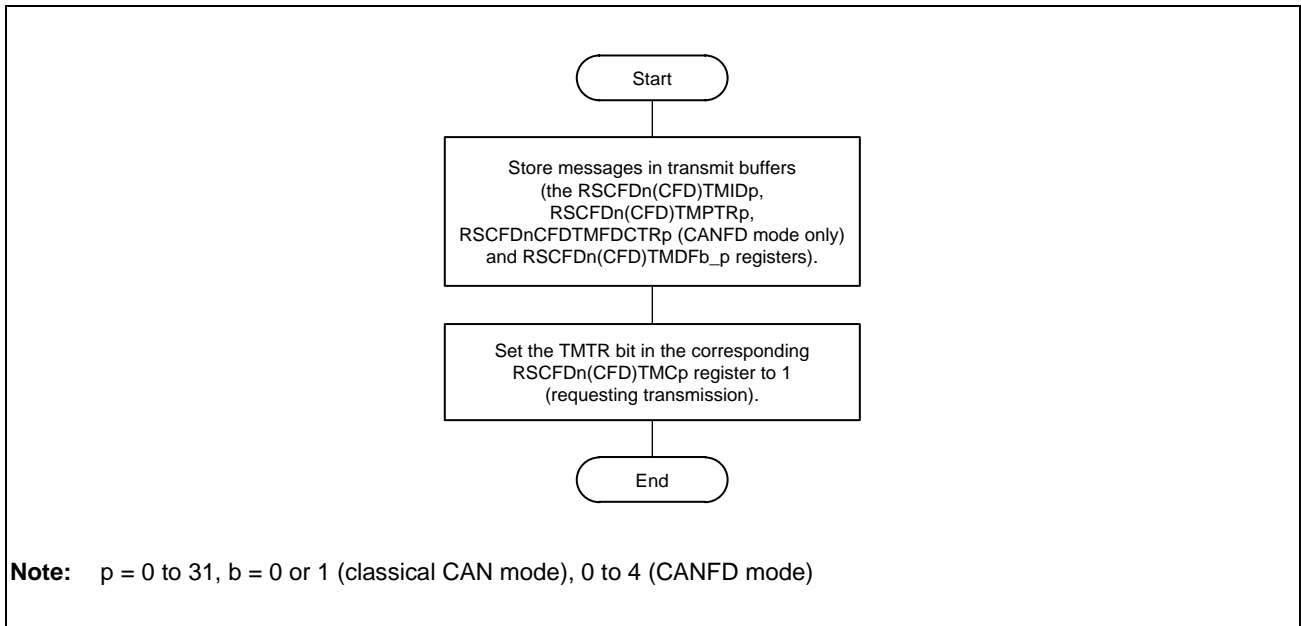 Start
Store messages in transmit buffers
(the RSCFDn(CFD)TMIDp,
RSCFDn(CFD)TMPTRp,
RSCFDnCFDTMFDCTRp (CANFD mode only)
and RSCFDn(CFD)TMDFb_p registers).
Set the TMTR bit in the corresponding
RSCFDn(CFD)TMCp register to 1
(requesting transmission).
End
Note: p = 0 to 31, b = 0 or 1 (classical CAN mode), 0 to 4 (CANFD mode)